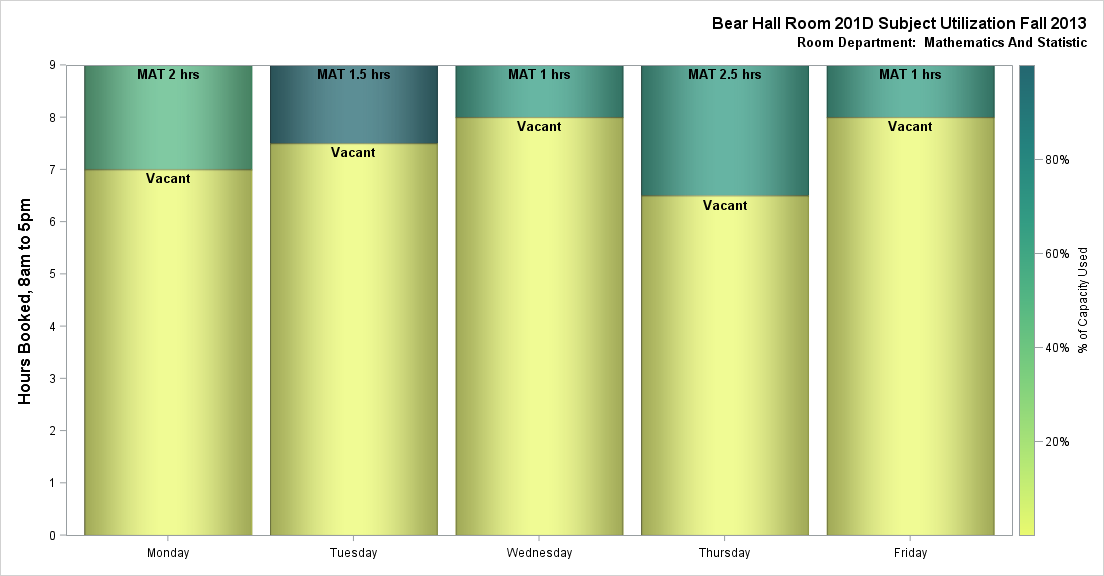 Bear Hall Room 201D Subject Utilization Fall 2013
Room Department:  Mathematics And Statistic
Hours Booked, 8am to 5pm
9
8
7
6
5
4
3
2
1
0
MAT 2 hrs
Vacant
MAT 1.5 hrs
Vacant
MAT 1 hrs
Vacant
MAT 2.5 hrs
Vacant
MAT 1 hrs
Vacant
Monday
Tuesday
Wednesday
Thursday
Friday
80%
60%
40%
20%
% of Capacity Used